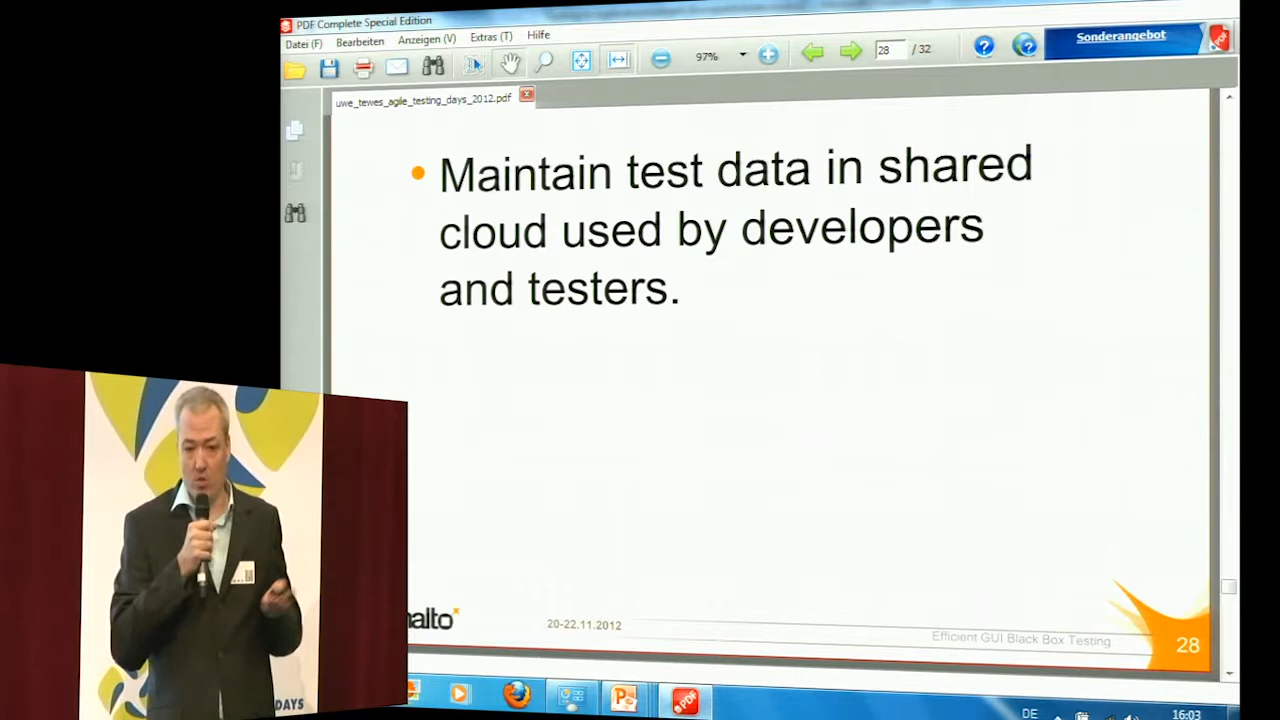 PDF Complete Special Edition
Datei (F) Bearbeiten Anzeigen (V) Extras (T) Hilfe
97% 28 / 32 Sonderangebot
uwe_tewes_agile_testing_days_2012.pdf
• Maintain test data in shared
cloud used by developers
and testers.
malto
20-22.11.2012
Efficient GUI Black Box Testing
28
DAYS
DE
16:03